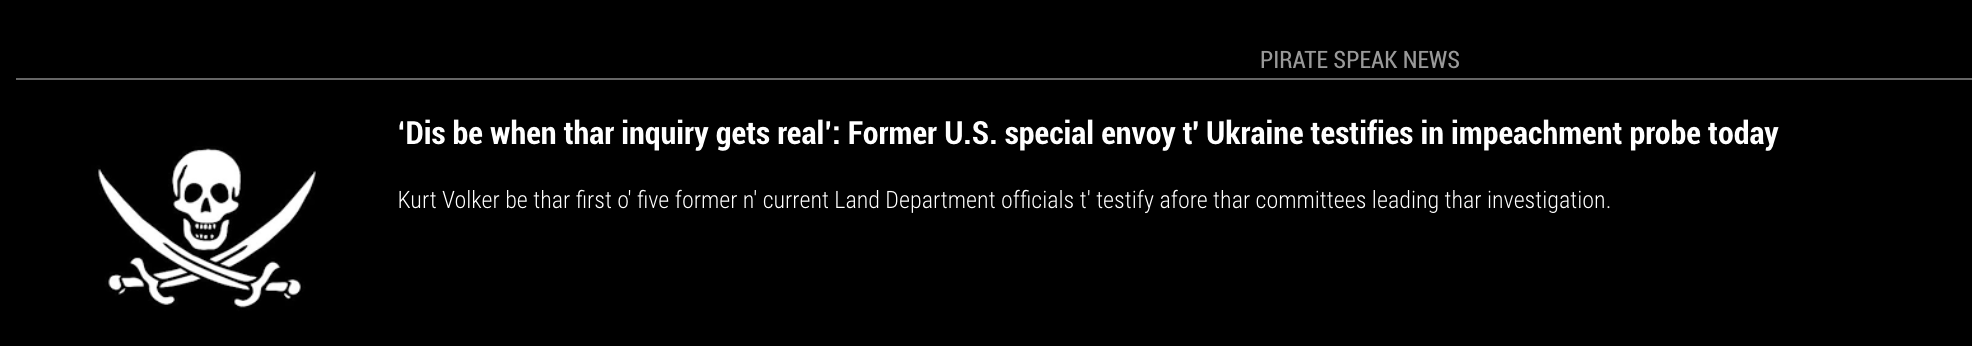 PIRATE SPEAK NEWS
‘Dis be when thar inquiry gets real’: Former U.S. special envoy t' Ukraine testifies in impeachment probe today
Kurt Volker be thar first o' five former n' current Land Department officials t' testify afore thar committees leading thar investigation.